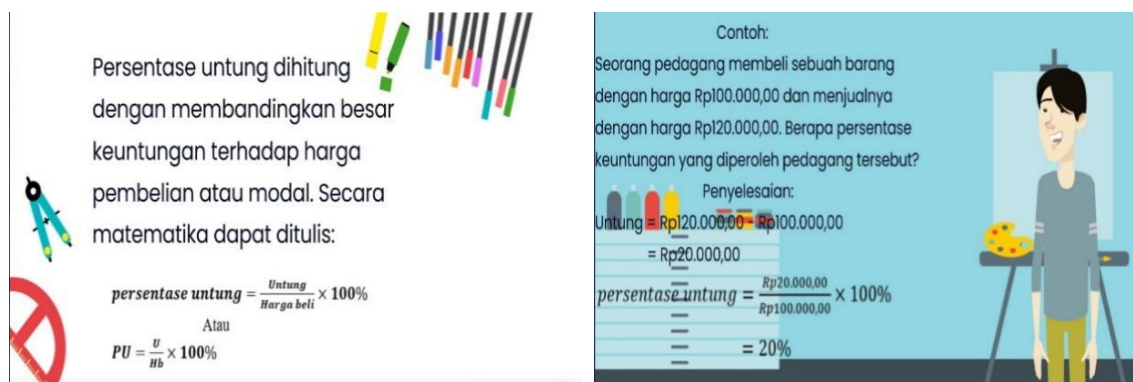 Persentase untung dihitung
dengan membandingkan besar
keuntungan terhadap harga
pembelian atau modal. Secara
matematika dapat ditulis:
persentase untung = Untung/Harga beli × 100%
Atau
PU = U/Hb × 100%
Contoh:
Seorang pedagang membeli sebuah barang
dengan harga Rp100.000,00 dan menjualnya
dengan harga Rp120.000,00. Berapa persentase
keuntungan yang diperoleh pedagang tersebut?
Penyelesaian:
Untung = Rp120.000,00 - Rp100.000,00
= Rp20.000,00
persentase untung = Rp20.000,00/Rp100.000,00 × 100%
= 20%